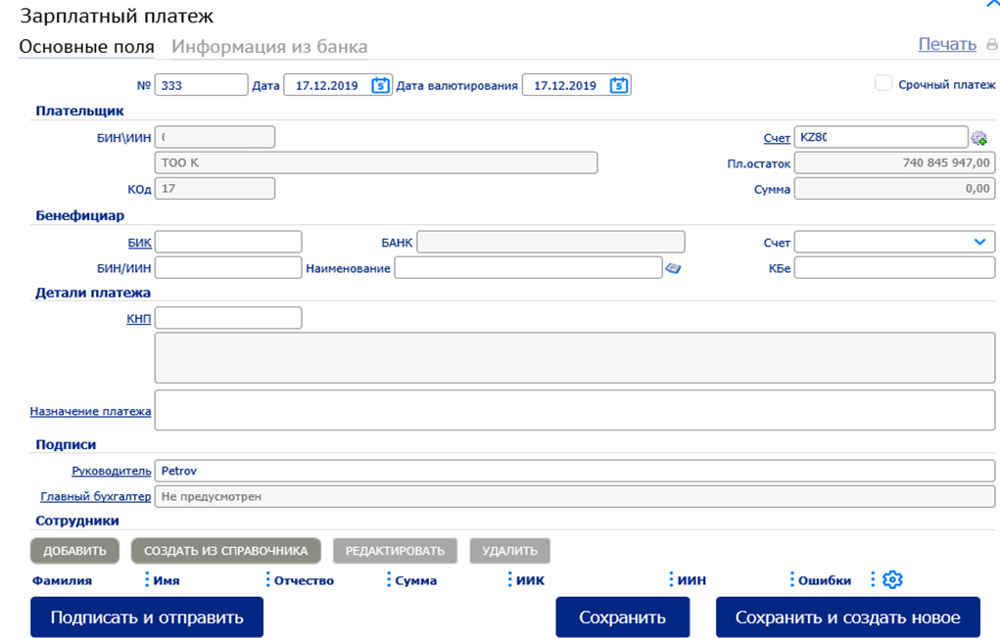 Зарплатный платеж
Основные поля Информация из банка Печать
№ 333 Дата 17.12.2019 Дата валютирования 17.12.2019 Срочный платеж
Плательщик
БИН\ИИН Счет KZ80
ТОО К Пл.остаток 740 845 947,00
КОд 17 Сумма 0,00
Бенефициар
БИК БАНК Счет
БИН/ИИН Наименование КБе
Детали платежа
КНП
Назначение платежа
Подписи
Руководитель Petrov
Главный бухгалтер Не предусмотрен
Сотрудники
ДОБАВИТЬ СОЗДАТЬ ИЗ СПРАВОЧНИКА РЕДАКТИРОВАТЬ УДАЛИТЬ
Фамилия Имя Отчество Сумма ИИК ИИН Ошибки
Подписать и отправить Сохранить Сохранить и создать новое